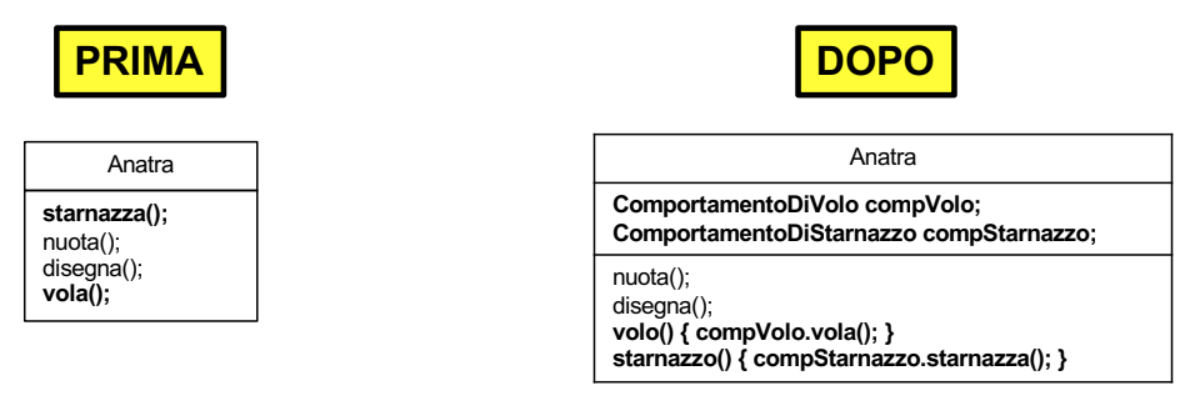 PRIMA
Anatra
starnazza();
nuota();
disegna();
vola();
DOPO
Anatra
ComportamentoDiVolo compVolo;
ComportamentoDiStarnazzo compStarnazzo;
nuota();
disegna();
volo() { compVolo.vola(); }
starnazzo() { compStarnazzo.starnazza(); }